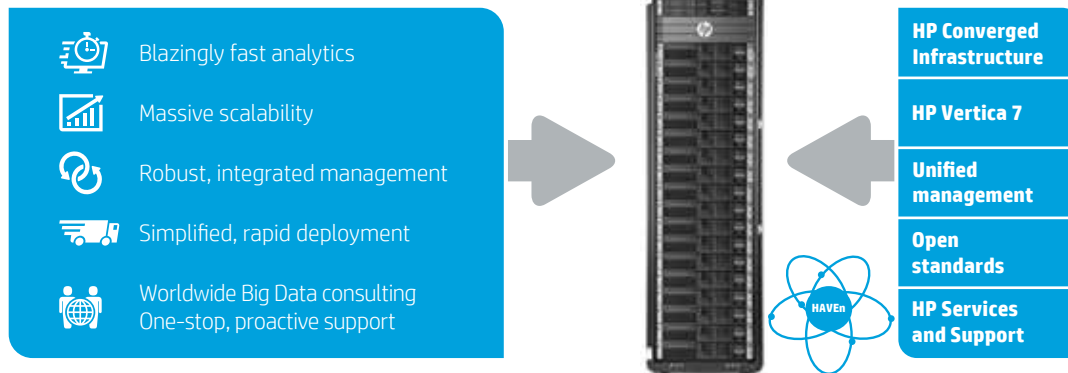 Blazingly fast analytics
Massive scalability
Robust, integrated management
Simplified, rapid deployment
Worldwide Big Data consulting
One-stop, proactive support
hp
HP Converged
Infrastructure
HP Vertica 7
Unified
management
Open
standards
HP Services
and Support
HAVEn